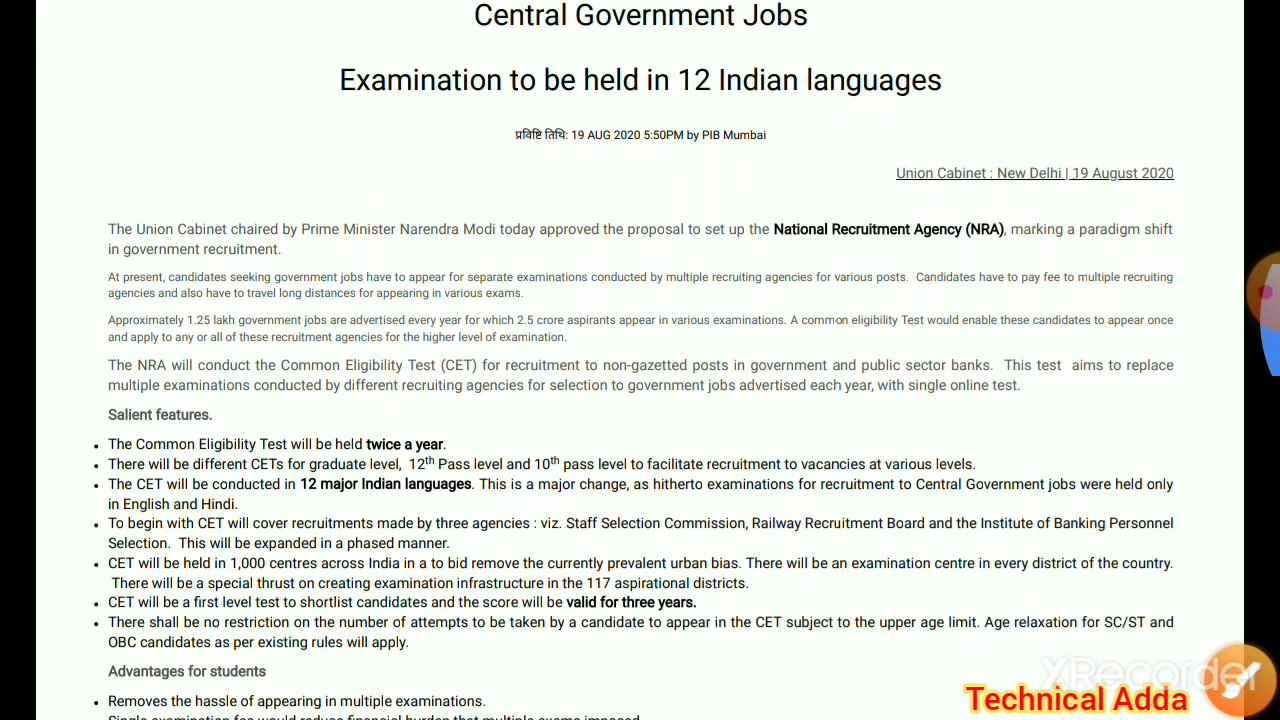 Central Government Jobs
Examination to be held in 12 Indian languages
प्रविष्टि तिथि: 19 AUG 2020 5:50PM by PIB Mumbai
Union Cabinet : New Delhi | 19 August 2020
The Union Cabinet chaired by Prime Minister Narendra Modi today approved the proposal to set up the National Recruitment Agency (NRA), marking a paradigm shift
in government recruitment.
At present, candidates seeking government jobs have to appear for separate examinations conducted by multiple recruiting agencies for various posts. Candidates have to pay fee to multiple recruiting
agencies and also have to travel long distances for appearing in various exams.
Approximately 1.25 lakh government jobs are advertised every year for which 2.5 crore aspirants appear in various examinations. A common eligibility Test would enable these candidates to appear once
and apply to any or all of these recruitment agencies for the higher level of examination.
The NRA will conduct the Common Eligibility Test (CET) for recruitment to non-gazetted posts in government and public sector banks. This test aims to replace
multiple examinations conducted by different recruiting agencies for selection to government jobs advertised each year, with single online test.
Salient features.
• The Common Eligibility Test will be held twice a year.
• There will be different CETs for graduate level, 12th Pass level and 10th pass level to facilitate recruitment to vacancies at various levels.
• The CET will be conducted in 12 major Indian languages. This is a major change, as hitherto examinations for recruitment to Central Government jobs were held only
in English and Hindi.
• To begin with CET will cover recruitments made by three agencies : viz. Staff Selection Commission, Railway Recruitment Board and the Institute of Banking Personnel
Selection. This will be expanded in a phased manner.
• CET will be held in 1,000 centres across India in a to bid remove the currently prevalent urban bias. There will be an examination centre in every district of the country.
There will be a special thrust on creating examination infrastructure in the 117 aspirational districts.
• CET will be a first level test to shortlist candidates and the score will be valid for three years.
• There shall be no restriction on the number of attempts to be taken by a candidate to appear in the CET subject to the upper age limit. Age relaxation for SC/ST and
OBC candidates as per existing rules will apply.
Advantages for students
• Removes the hassle of appearing in multiple examinations.
• Single examination fee would reduce financial burden that multiple exams imposed.
XRecorder
Technical Adda